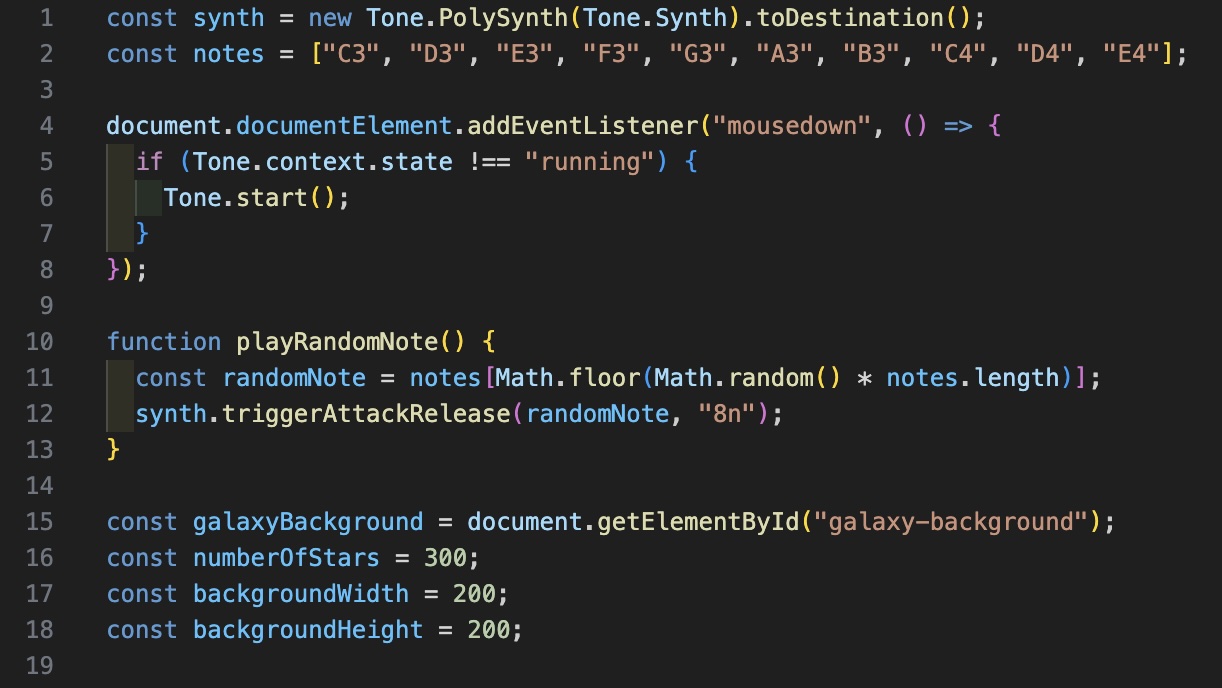 1 const synth = new Tone.PolySynth(Tone.Synth).toDestination();
2 const notes = ["C3", "D3", "E3", "F3", "G3", "A3", "B3", "C4", "D4", "E4"];
3
4 document.documentElement.addEventListener("mousedown", () => {
5   if (Tone.context.state !== "running") {
6     Tone.start();
7   }
8 });
9
10 function playRandomNote() {
11   const randomNote = notes[Math.floor(Math.random() * notes.length)];
12   synth.triggerAttackRelease(randomNote, "8n");
13 }
14
15 const galaxyBackground = document.getElementById("galaxy-background");
16 const numberOfStars = 300;
17 const backgroundWidth = 200;
18 const backgroundHeight = 200;
19